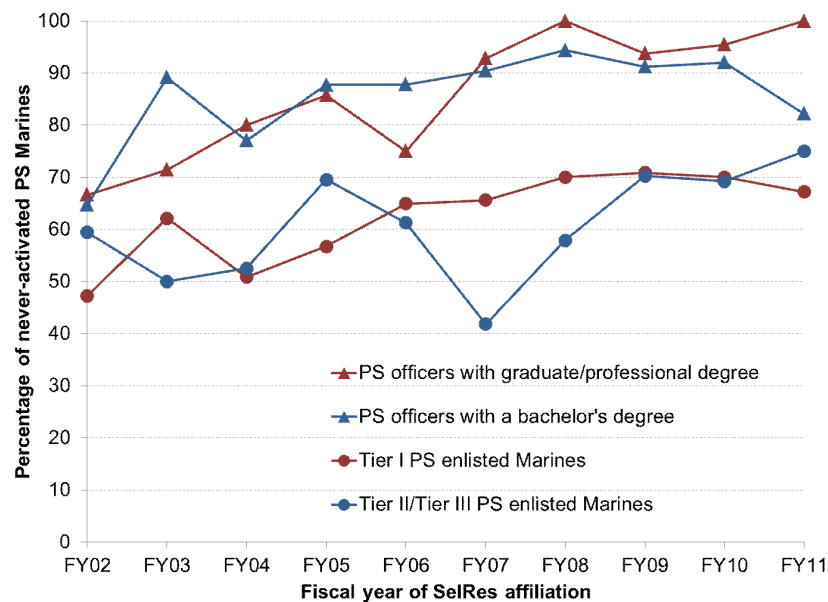 Percentage of never-activated PS Marines
100
90
80
70
60
50
40
30
20
10
0
PS officers with graduate/professional degree
PS officers with a bachelor's degree
Tier I PS enlisted Marines
Tier II/Tier III PS enlisted Marines
FY02 FY03 FY04 FY05 FY06 FY07 FY08 FY09 FY10 FY11
Fiscal year of SelRes affiliation